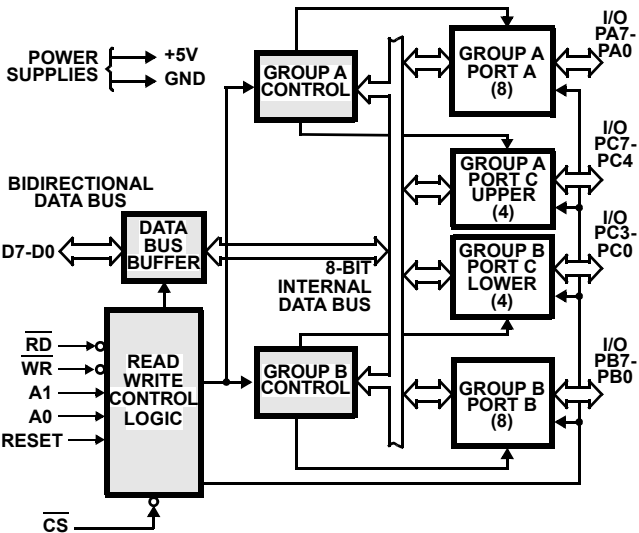 POWER
SUPPLIES
+5V
GND
GROUP A
CONTROL
GROUP A
PORT A
(8)
I/O
PA7-
PA0
GROUP A
PORT C
UPPER
(4)
I/O
PC7-
PC4
BIDIRECTIONAL
DATA BUS
D7-D0
DATA
BUS
BUFFER
8-BIT
INTERNAL
DATA BUS
GROUP B
PORT C
LOWER
(4)
I/O
PC3-
PC0
RD
WR
A1
A0
RESET
CS
READ
WRITE
CONTROL
LOGIC
GROUP B
CONTROL
GROUP B
PORT B
(8)
I/O
PB7-
PB0